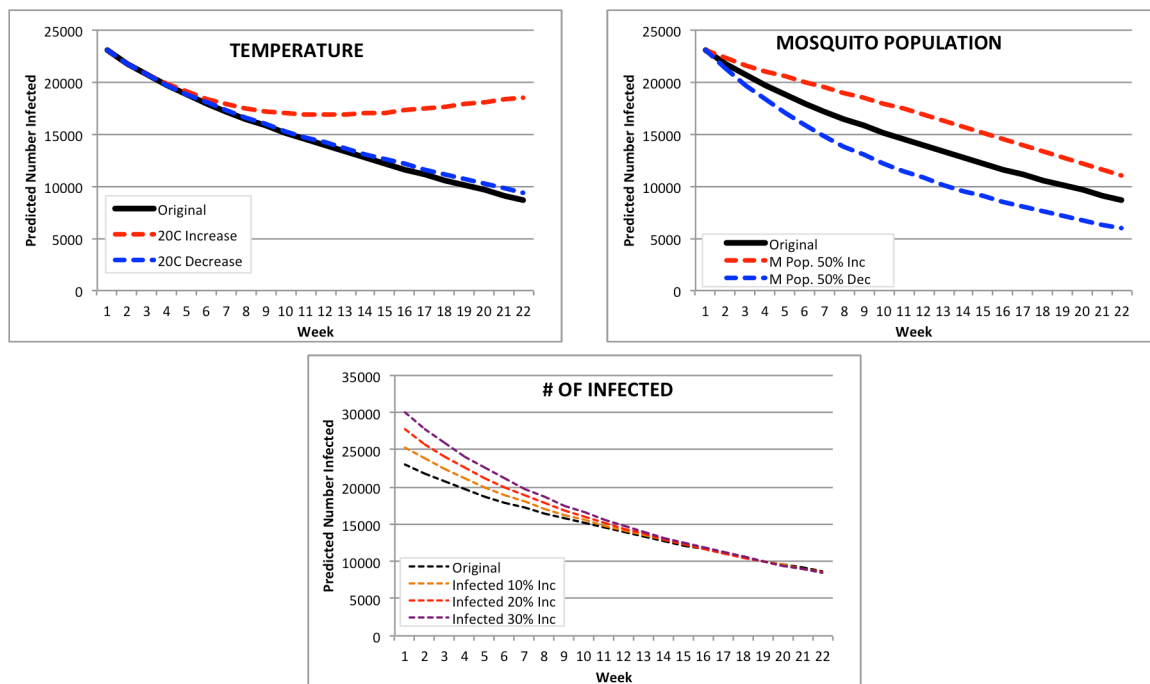 TEMPERATURE
Predicted Number Infected
25000
20000
15000
10000
5000
0
Original
20C Increase
20C Decrease
1 2 3 4 5 6 7 8 9 10 11 12 13 14 15 16 17 18 19 20 21 22
Week
MOSQUITO POPULATION
Predicted Number Infected
25000
20000
15000
10000
5000
0
Original
M Pop. 50% Inc
M Pop. 50% Dec
1 2 3 4 5 6 7 8 9 10 11 12 13 14 15 16 17 18 19 20 21 22
Week
# OF INFECTED
Predicted Number Infected
35000
30000
25000
20000
15000
10000
5000
0
Original
Infected 10% Inc
Infected 20% Inc
Infected 30% Inc
1 2 3 4 5 6 7 8 9 10 11 12 13 14 15 16 17 18 19 20 21 22
Week